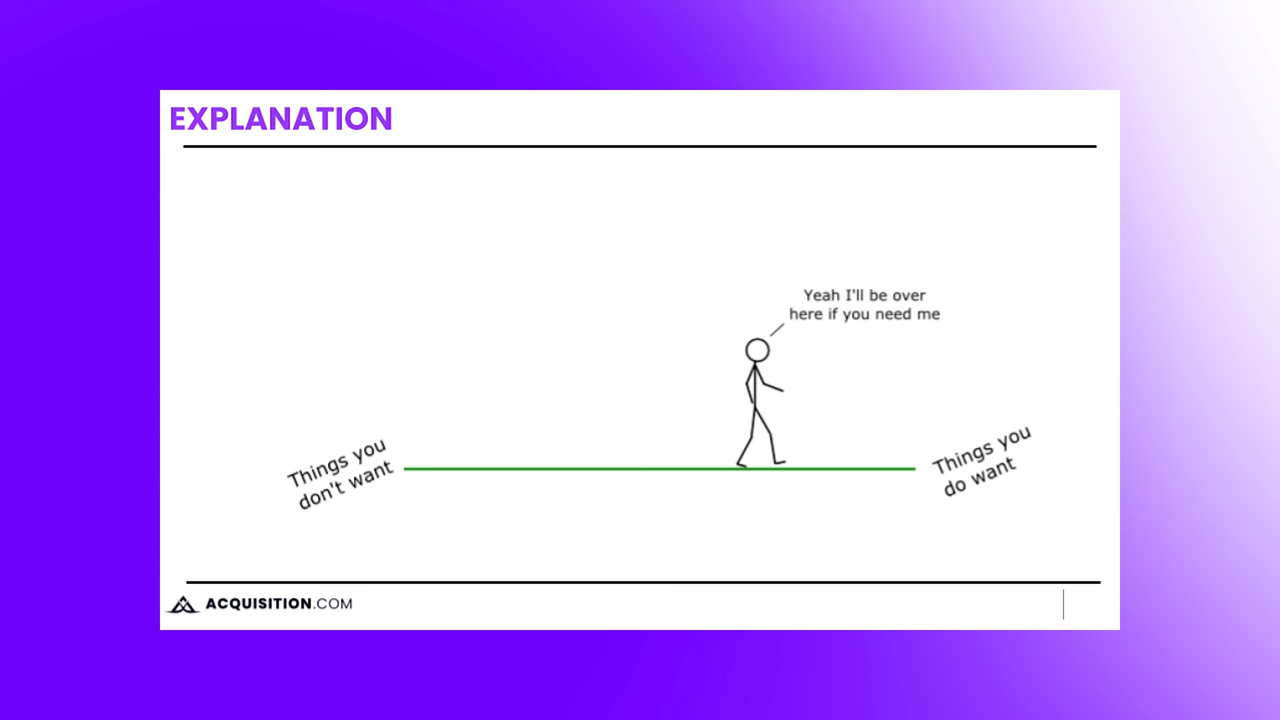 EXPLANATION
Yeah I'll be over
here if you need me
Things you
don't want
Things you
do want
ACQUISITION.COM